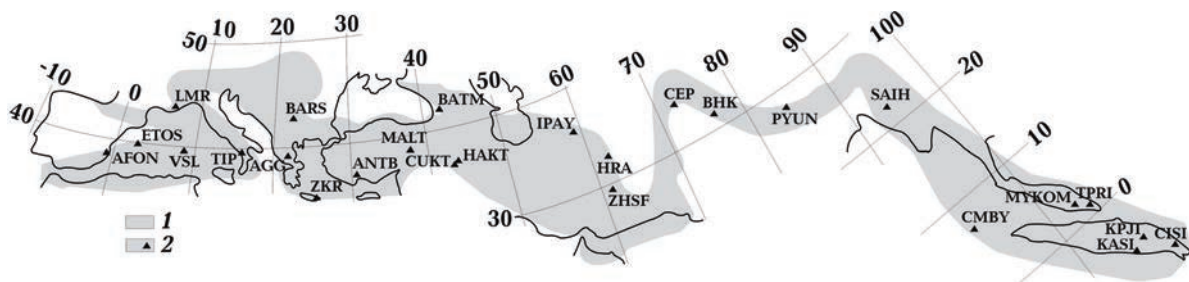 -10
0
10
20
30
40
50
60
70
80
90
100
50
40
30
20
10
0
LMR
ETOS
AFON
VSL
TIP
AGG
BARS
ZKR
ANTB
MALT
CUKT
BATM
HAKT
IPAY
HRA
ZHSF
CEP
BHK
PYUN
SAIH
CMBY
MYKOM
TPRI
KPJI
KASI
CISI
1
2